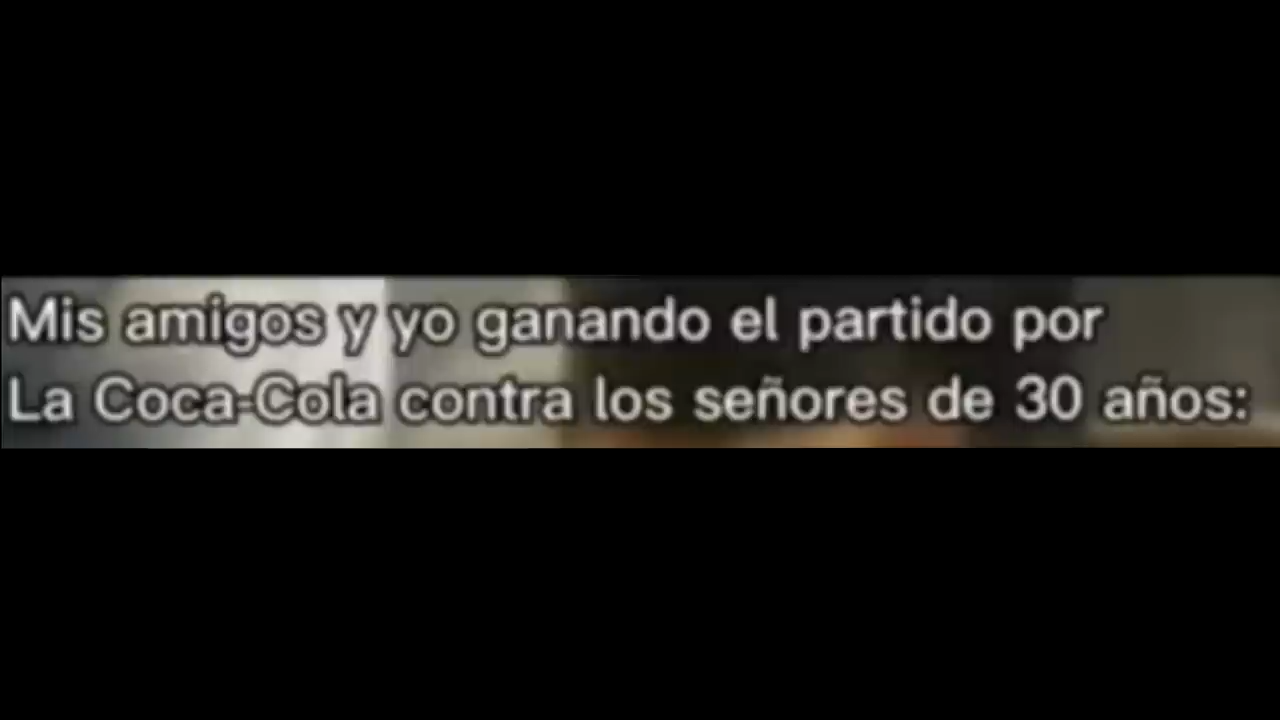 Mis amigos y yo ganando el partido por
La Coca-Cola contra los señores de 30 años: